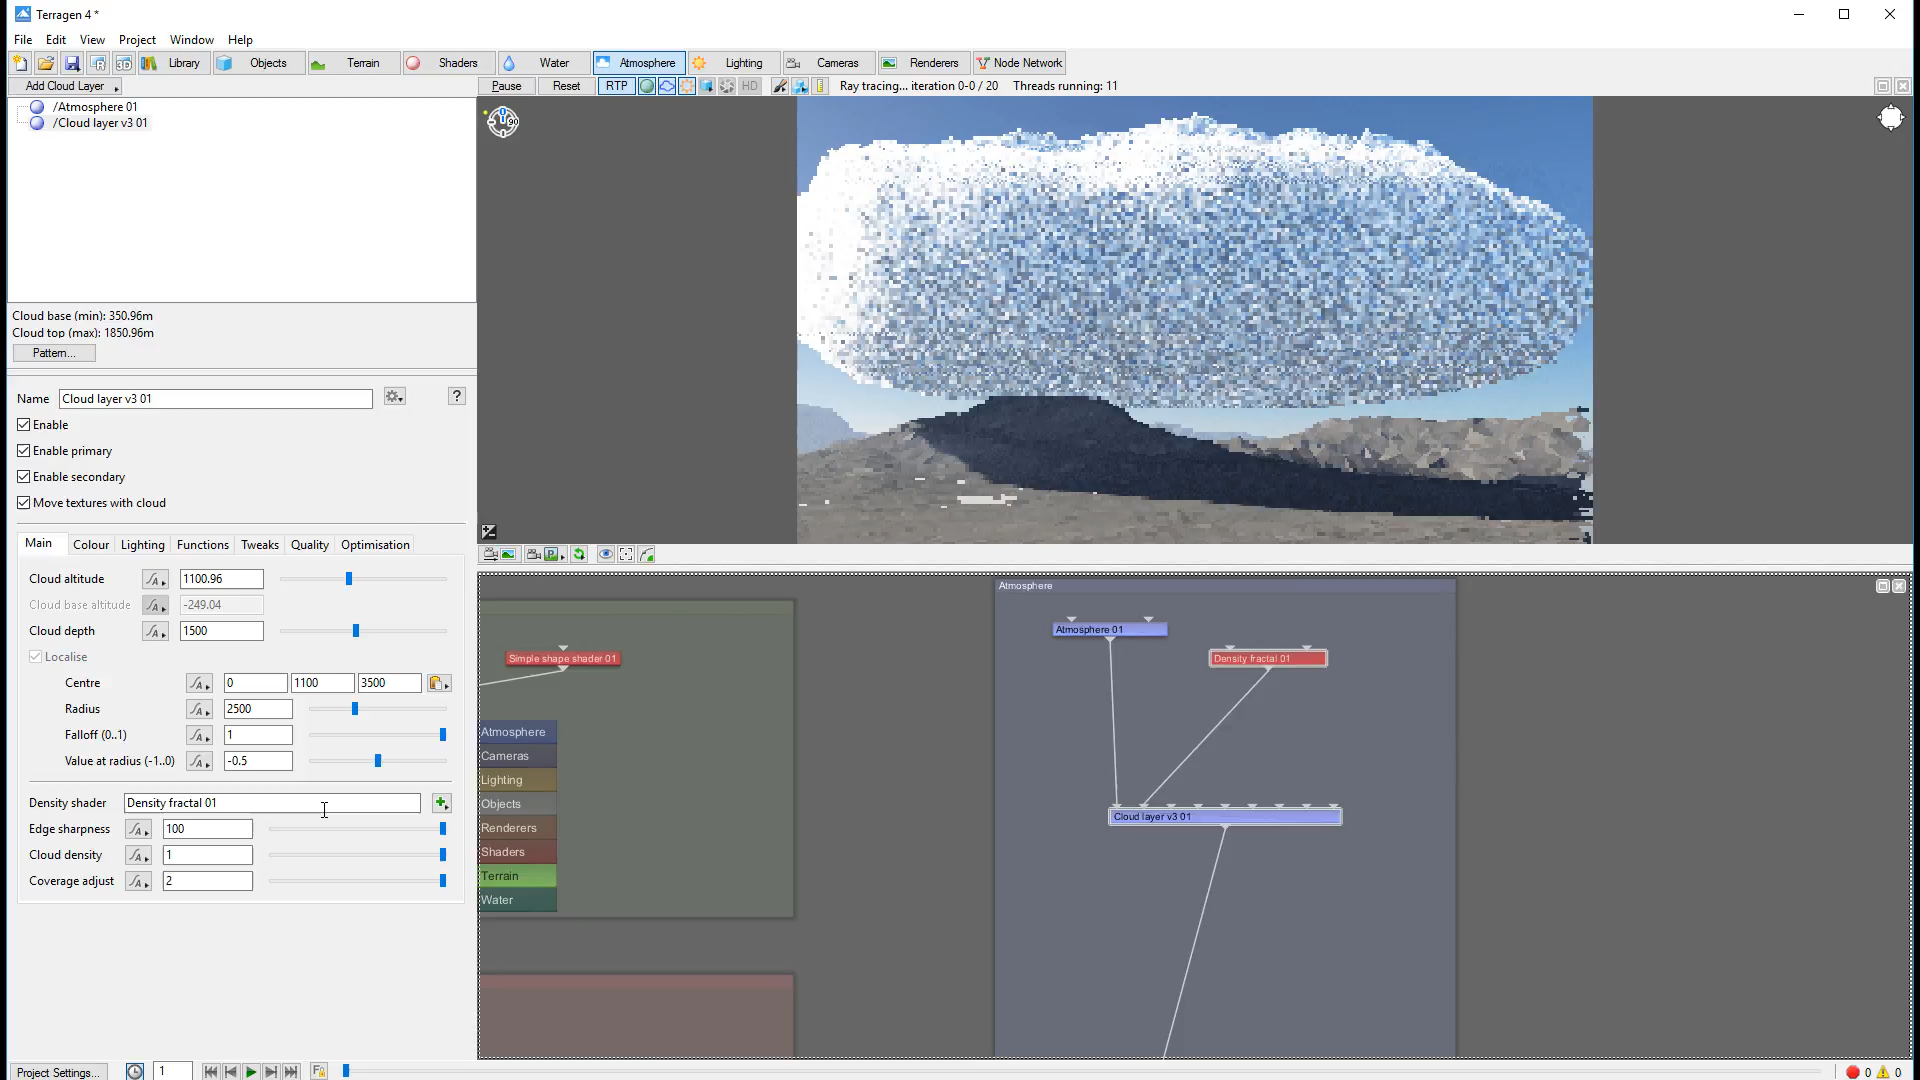 Terragen 4 *
File Edit View Project Window Help
Library Objects Terrain Shaders Water Atmosphere Lighting Cameras Renderers Node Network
Add Cloud Layer Pause Reset RTP HD Ray tracing... iteration 0-0 / 20 Threads running: 11
/Atmosphere 01
/Cloud layer v3 01
Cloud base (min): 350.96m
Cloud top (max): 1850.96m
Pattern...
Name Cloud layer v3 01 ?
Enable
Enable primary
Enable secondary
Move textures with cloud
Main Colour Lighting Functions Tweaks Quality Optimisation
Cloud altitude 1100.96
Cloud base altitude -249.04
Cloud depth 1500
Localise
Centre 0 1100 3500
Radius 2500
Falloff (0..1) 1
Value at radius (-1..0) -0.5
Density shader Density fractal 01
Edge sharpness 100
Cloud density 1
Coverage adjust 2
Atmosphere
Atmosphere 01
Simple shape shader 01
Density fractal 01
Atmosphere
Cameras
Lighting
Objects
Renderers
Shaders
Terrain
Water
Cloud layer v3 01
Project Settings... 1 0 0